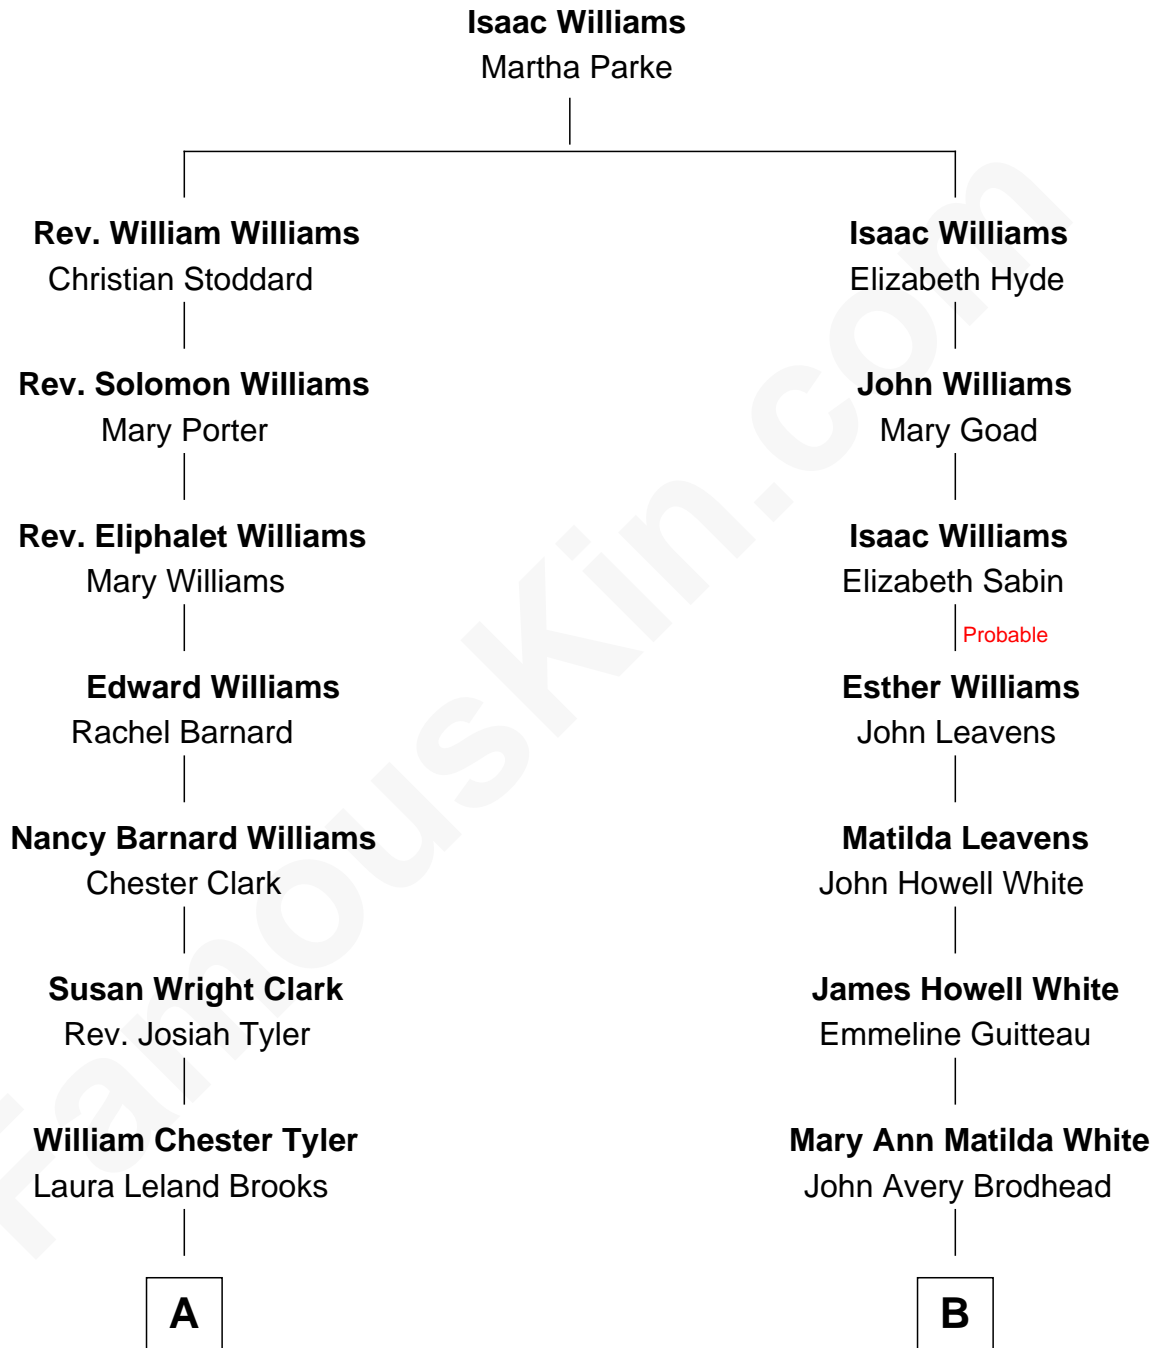 Isaac Williams
Martha Parke
Rev. William Williams
Christian Stoddard
Isaac Williams
Elizabeth Hyde
Rev. Solomon Williams
Mary Porter
John Williams
Mary Goad
Rev. Eliphalet Williams
Mary Williams
Isaac Williams
Elizabeth Sabin
Probable
Edward Williams
Rachel Barnard
Esther Williams
John Leavens
Nancy Barnard Williams
Chester Clark
Matilda Leavens
John Howell White
Susan Wright Clark
Rev. Josiah Tyler
James Howell White
Emmeline Guitteau
William Chester Tyler
Laura Leland Brooks
Mary Ann Matilda White
John Avery Brodhead
A
B
FamousKin.com